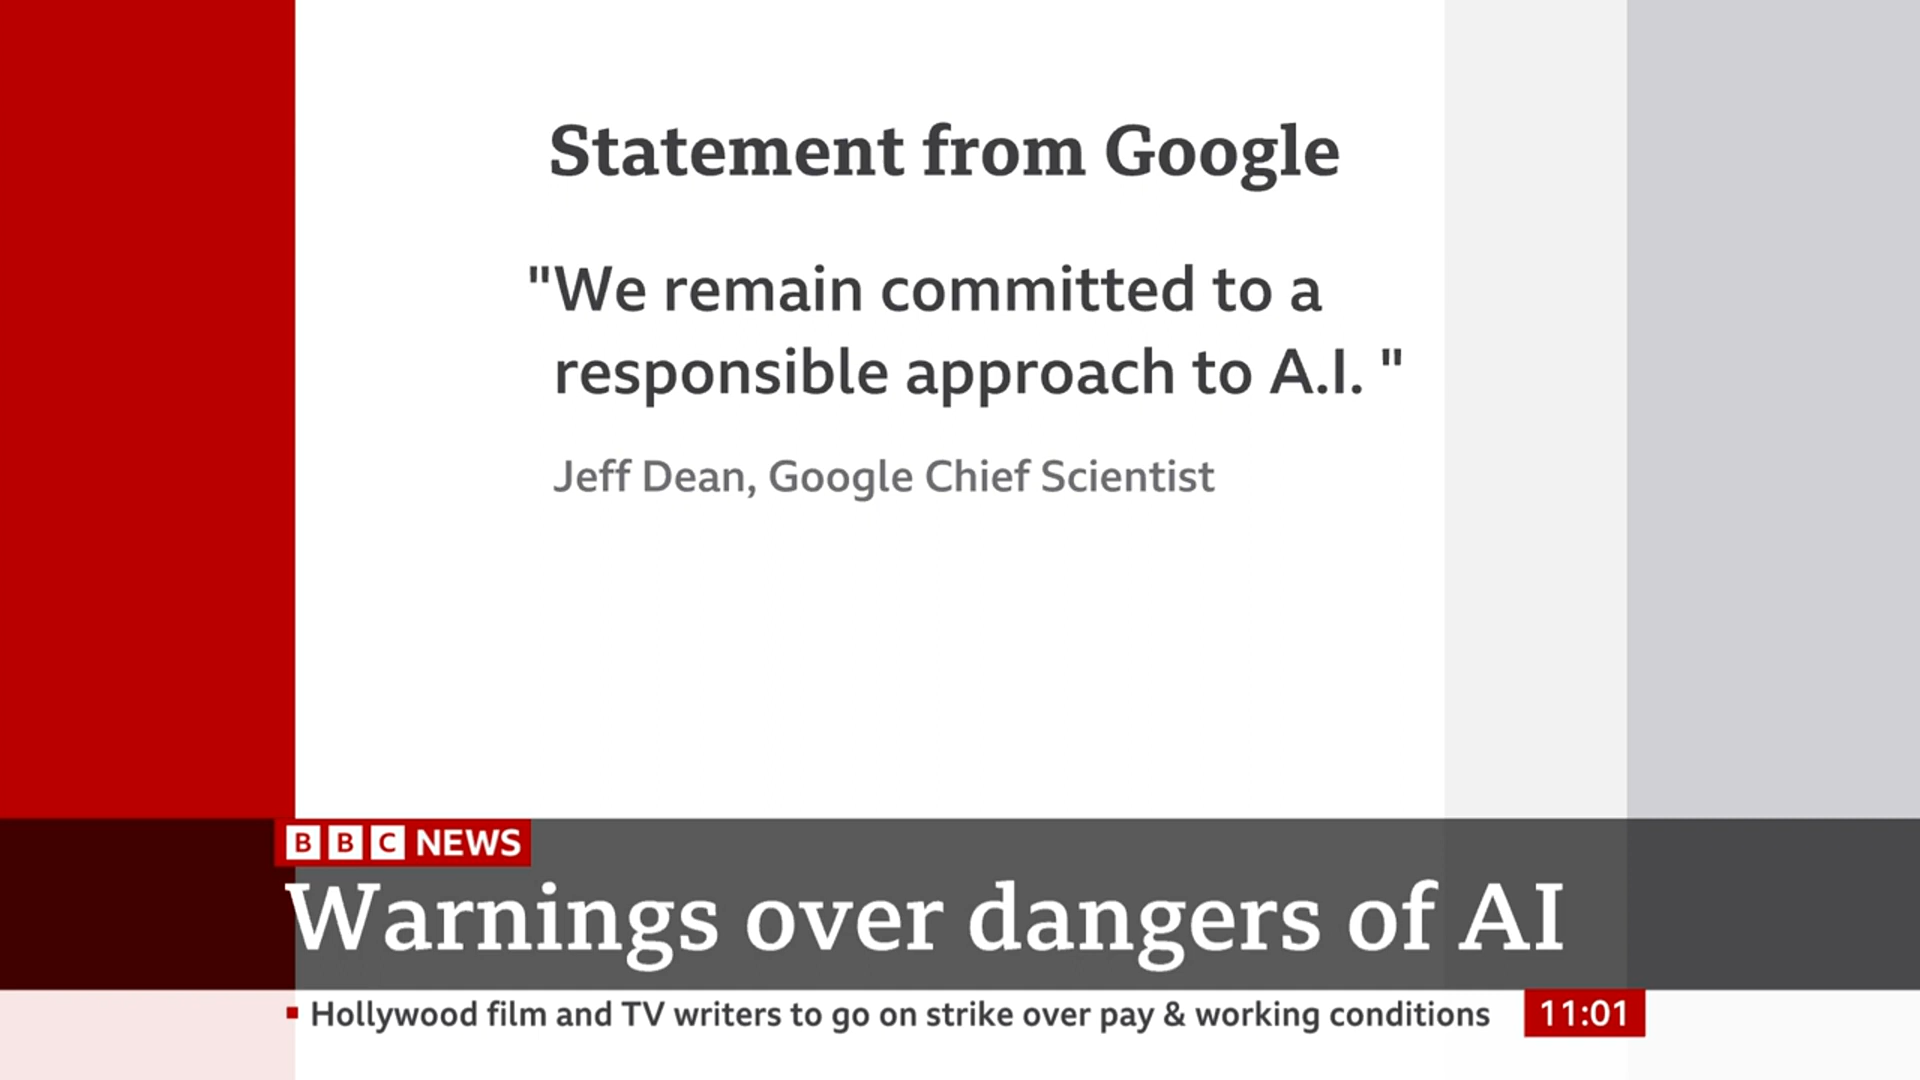 Statement from Google
"We remain committed to a
responsible approach to A.I. "
Jeff Dean, Google Chief Scientist
BBC NEWS
Warnings over dangers of AI
Hollywood film and TV writers to go on strike over pay & working conditions
11:01